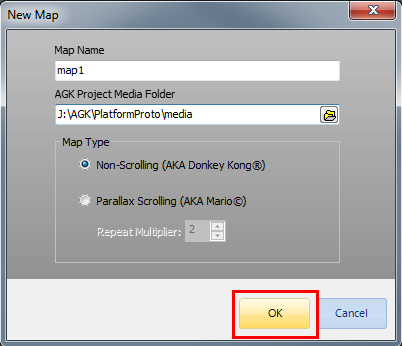 New Map
Map Name
map1
AGK Project Media Folder
J:\AGK\PlatformProto\media
Map Type
Non-Scrolling (AKA Donkey Kong®)
Parallax Scrolling (AKA Mario©)
Repeat Multiplier: 2
OK Cancel